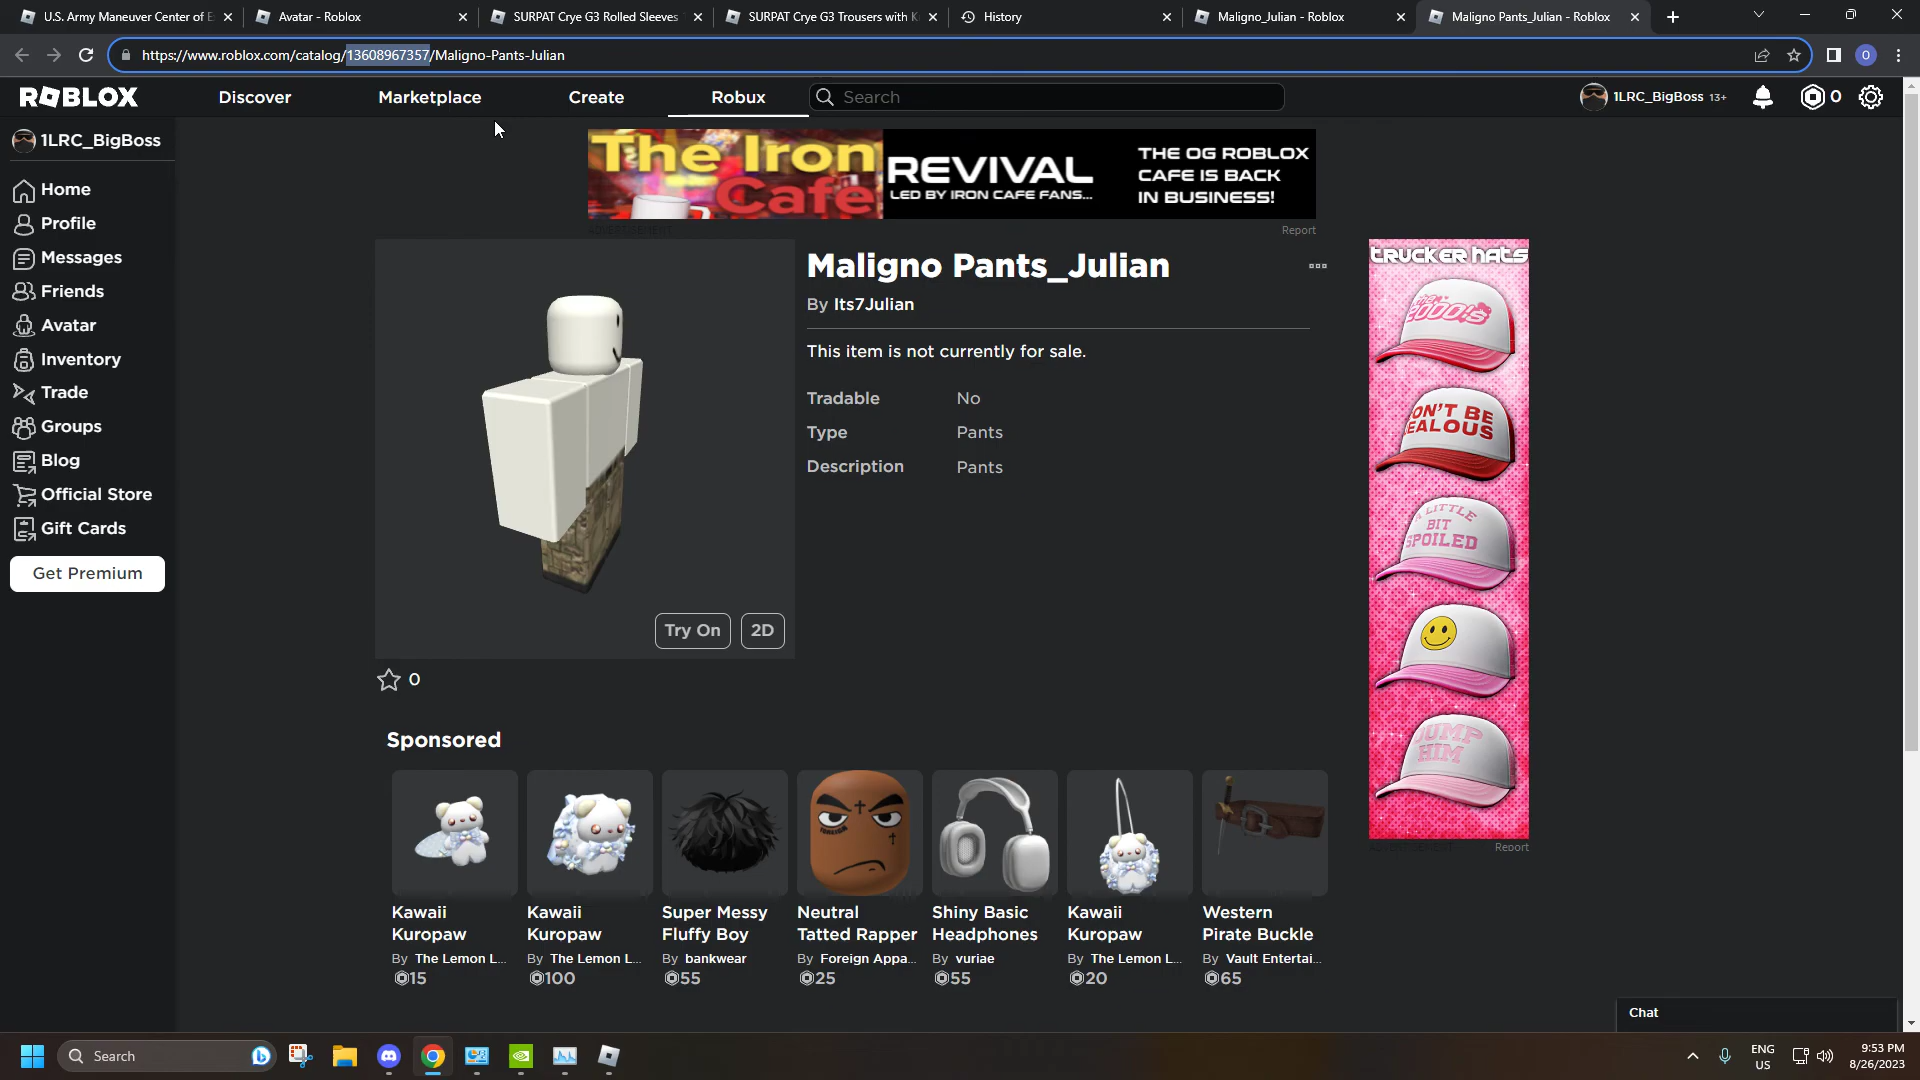 U.S. Army Maneuver Center of E
Avatar - Roblox
SURPAT Crye G3 Rolled Sleeves
SURPAT Crye G3 Trousers with K
History
Maligno_Julian - Roblox
Maligno Pants_Julian - Roblox
https://www.roblox.com/catalog/13608967357/Maligno-Pants-Julian
O
ROBLOX
Discover
Marketplace
Create
Robux
Search
1LRC_BigBoss 13+
0
1LRC_BigBoss
Home
Profile
Messages
Friends
Avatar
Inventory
Trade
Groups
Blog
Official Store
Gift Cards
Get Premium
The Iron
Cafe
REVIVAL
LED BY IRON CAFE FANS...
THE OG ROBLOX
CAFE IS BACK
IN BUSINESS!
ADVERTISEMENT
Report
Maligno Pants_Julian
By Its7Julian
This item is not currently for sale.
Tradable No
Type Pants
Description Pants
Try On
2D
0
TRUCKER HATS
2000's
ON'T BE
EALOUS
A LITTLE
BIT
SPOILED
JUMP
HIM
ADVERTISEMENT
Report
Sponsored
Kawaii
Kuropaw
By The Lemon L...
15
Kawaii
Kuropaw
By The Lemon L...
100
Super Messy
Fluffy Boy
By bankwear
55
Neutral
Tatted Rapper
By Foreign Appa...
25
Shiny Basic
Headphones
By vuriae
55
Kawaii
Kuropaw
By The Lemon L...
20
Western
Pirate Buckle
By Vault Entertai...
65
Chat
Search
ENG
US
9:53 PM
8/26/2023